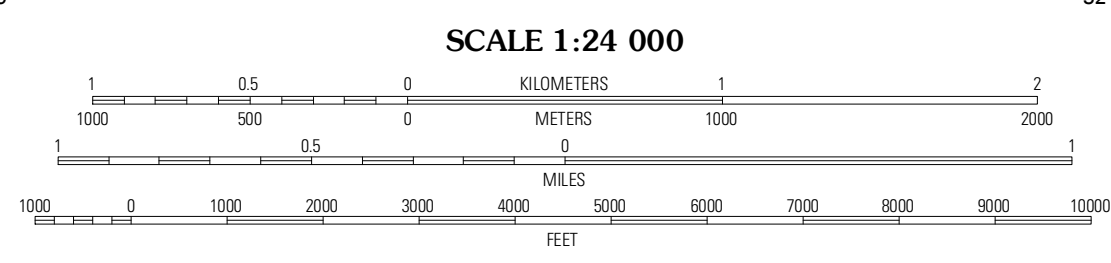 SCALE 1:24 000
1 0.5 0 KILOMETERS 1 2
1000 500 0 METERS 1000 2000
1 0.5 0 1
MILES
1000 0 1000 2000 3000 4000 5000 6000 7000 8000 9000 10000
FEET